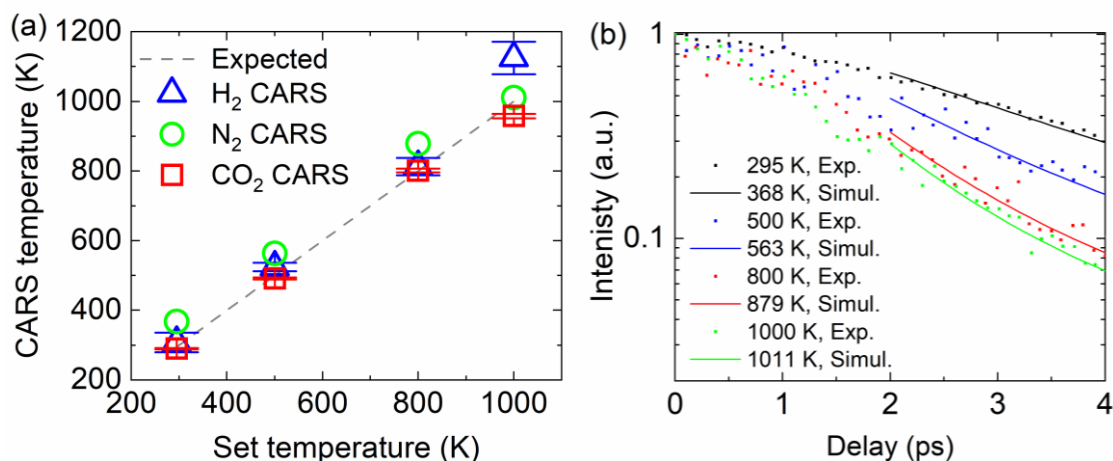 (a)
1200
1000
800
600
400
200
CARS temperature (K)
Expected
H₂ CARS
N₂ CARS
CO₂ CARS
200 400 600 800 1000
Set temperature (K)
(b)
1
0.1
Intenisty (a.u.)
295 K, Exp.
368 K, Simul.
500 K, Exp.
563 K, Simul.
800 K, Exp.
879 K, Simul.
1000 K, Exp.
1011 K, Simul.
0 1 2 3 4
Delay (ps)